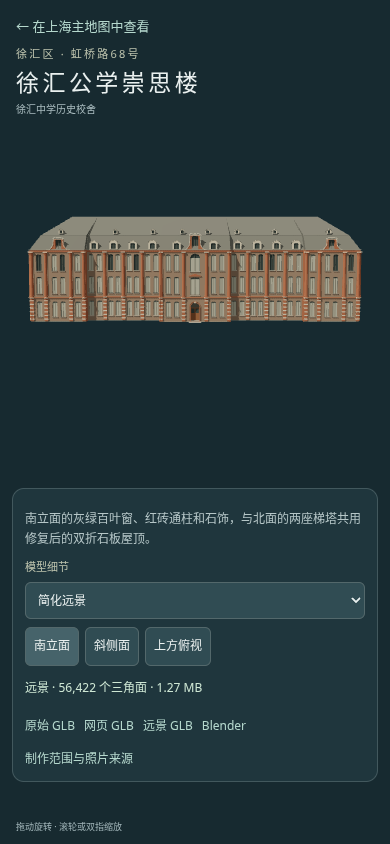 ← 在上海主地图中查看
徐汇区 · 虹桥路68号
徐汇公学崇思楼
徐汇中学历史校舍
南立面的灰绿百叶窗、红砖通柱和石饰，与北面的两座梯塔共用
修复后的双折石板屋顶。
模型细节
简化远景
南立面 斜侧面 上方俯视
远景 · 56,422 个三角面 · 1.27 MB
原始 GLB 网页 GLB 远景 GLB Blender
制作范围与照片来源
拖动旋转 · 滚轮或双指缩放